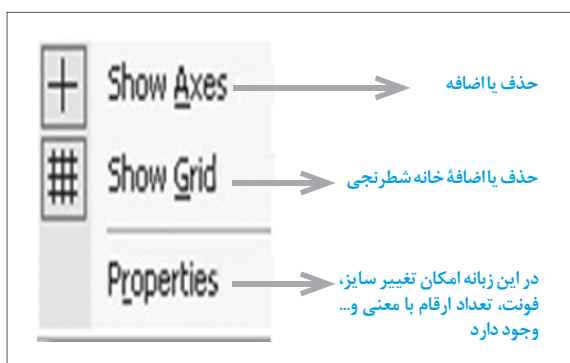 Show Axes
حذف یا اضافه
Show Grid
حذف یا اضافهٔ خانه شطرنجی
Properties
در این زبانه امکان تغییر سایز،
فونت، تعداد ارقام با معنی و...
وجود دارد